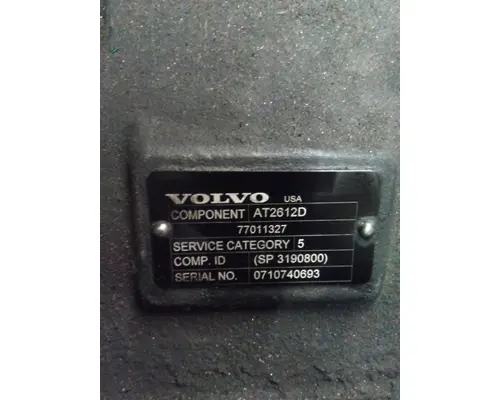 VOLVO USA
COMPONENT AT2612D
77011327
SERVICE CATEGORY 5
COMP. ID (SP 3190800)
SERIAL NO. 0710740693